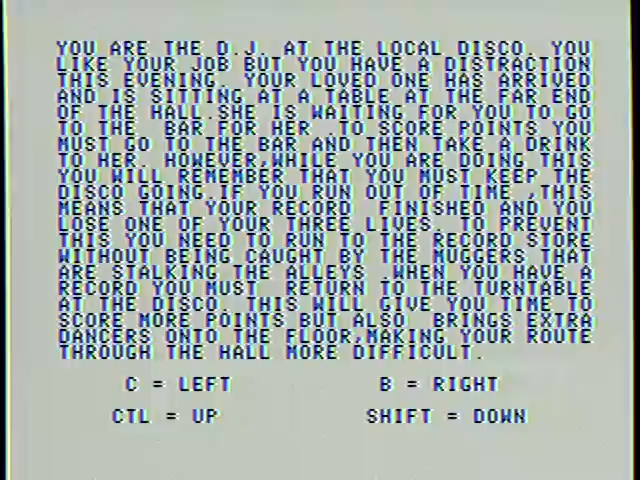 YOU ARE THE D.J. AT THE LOCAL DISCO. YOU
LIKE YOUR JOB BUT YOU HAVE A DISTRACTION
THIS EVENING. YOUR LOVED ONE HAS ARRIVED
AND IS SITTING AT A TABLE AT THE FAR END
OF THE HALL.SHE IS WAITING FOR YOU TO GO
TO THE  BAR FOR HER  TO SCORE POINTS YOU
MUST GO TO THE BAR AND THEN TAKE A DRINK
TO HER. HOWEVER,WHILE YOU ARE DOING THIS
YOU WILL REMEMBER THAT YOU MUST KEEP THE
DISCO GOING.IF YOU RUN OUT OF TIME ,THIS
MEANS THAT YOUR RECORD  FINISHED AND YOU
LOSE ONE OF YOUR THREE LIVES. TO PREVENT
THIS YOU NEED TO RUN TO THE RECORD STORE
WITHOUT BEING CAUGHT BY THE MUGGERS THAT
ARE STALKING THE ALLEYS .WHEN YOU HAVE A
RECORD YOU MUST  RETURN TO THE TURNTABLE
AT THE DISCO. THIS WILL GIVE YOU TIME TO
SCORE MORE POINTS BUT ALSO  BRINGS EXTRA
DANCERS ONTO THE FLOOR,MAKING YOUR ROUTE
THROUGH THE HALL MORE DIFFICULT.
C = LEFT B = RIGHT
CTL = UP SHIFT = DOWN